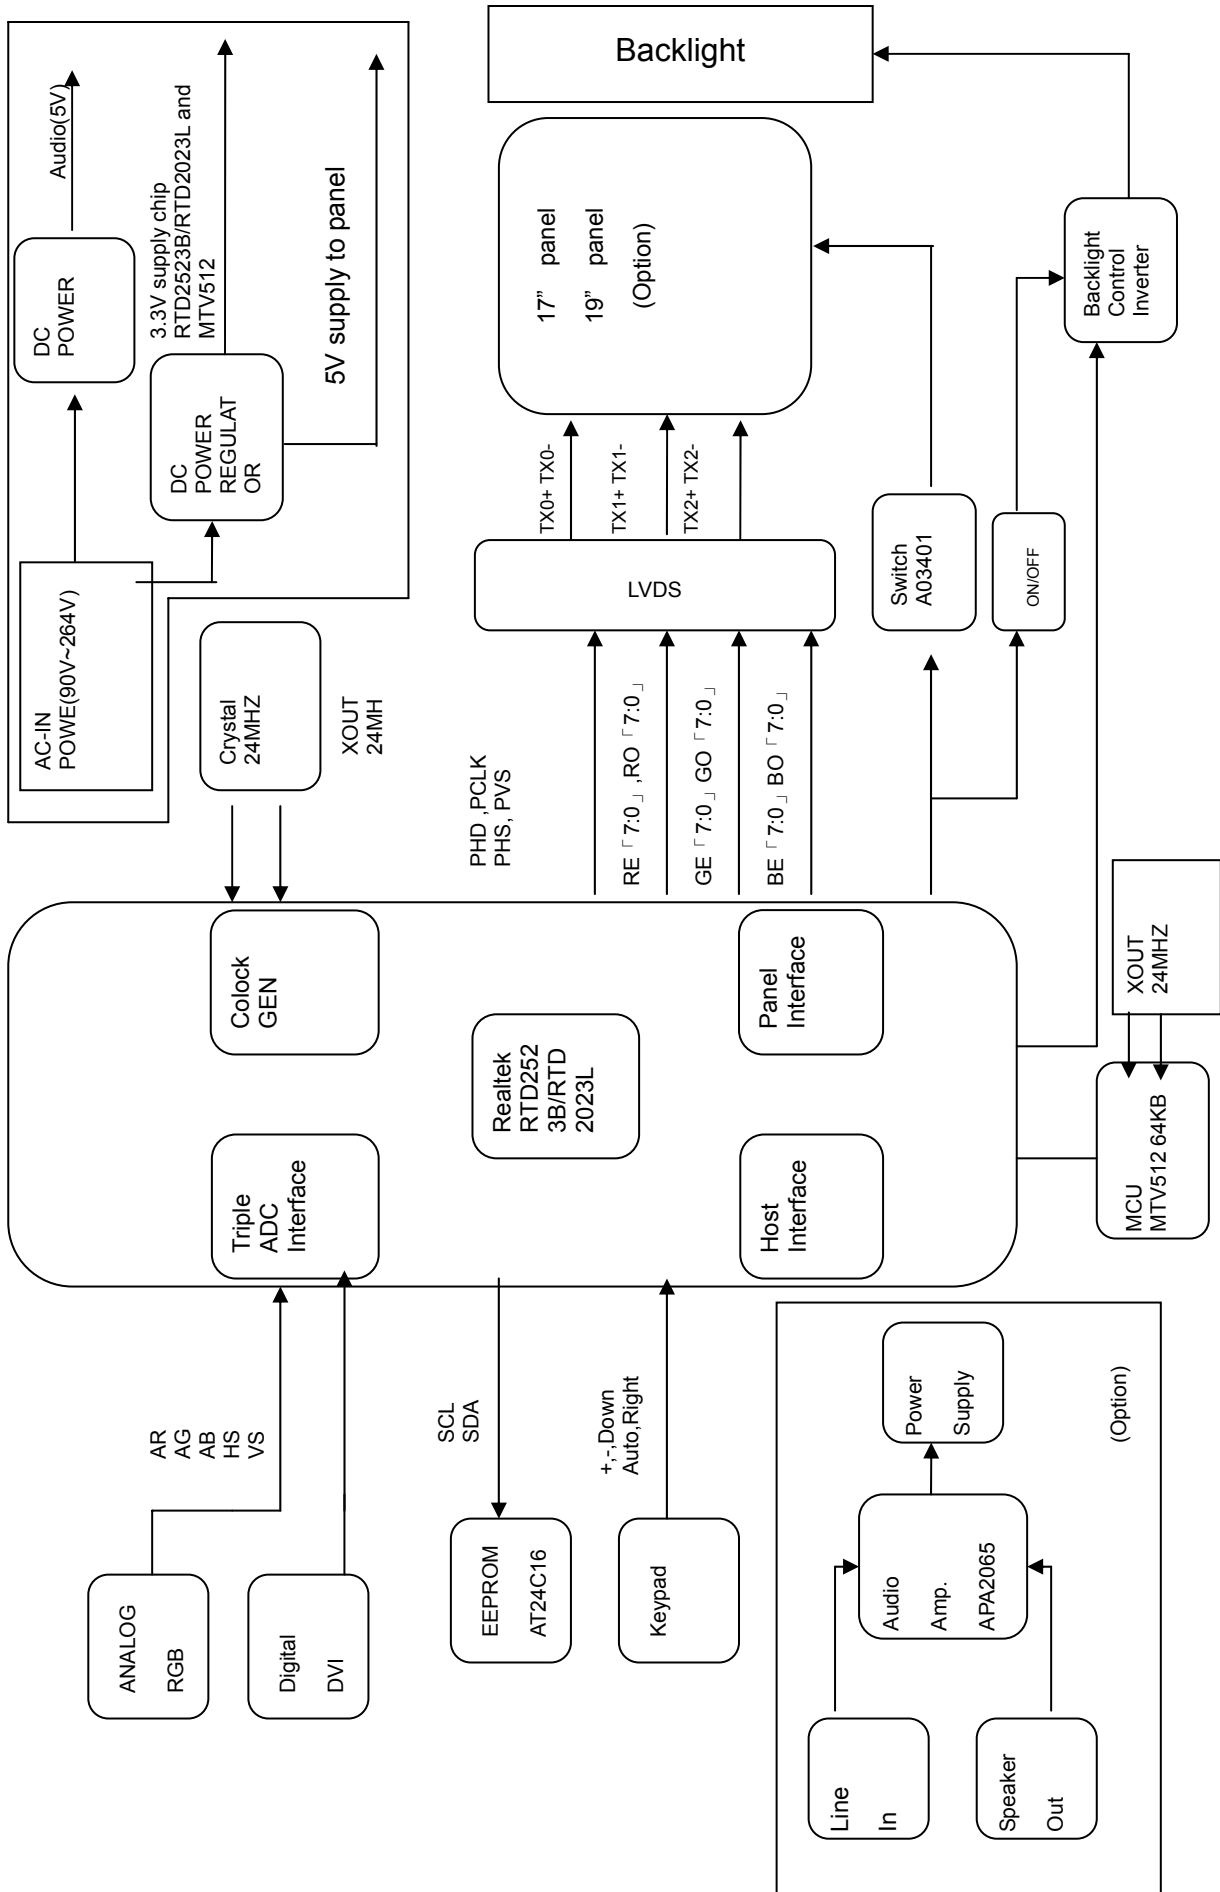 Backlight
Audio(5V)
DC
POWER
3.3V supply chip
RTD2523B/RTD2023L and
MTV512
DC
POWER
REGULAT
OR
5V supply to panel
AC-IN
POWE(90V~264V)
Crystal
24MHZ
XOUT
24MH
17” panel
19” panel
(Option)
TX0+ TX0-
TX1+ TX1-
TX2+ TX2-
LVDS
Backlight
Control
Inverter
Switch
A03401
ON/OFF
PHD ,PCLK
PHS, PVS
RE「7:0」,RO「7:0」
GE「7:0」GO「7:0」
BE「7:0」BO「7:0」
Colock
GEN
Panel
Interface
Realtek
RTD252
3B/RTD
2023L
Triple
ADC
Interface
Host
Interface
XOUT
24MHZ
MCU
MTV512 64KB
AR
AG
AB
HS
VS
SCL
SDA
+,-,Down
Auto,Right
ANALOG
RGB
Digital
DVI
EEPROM
AT24C16
Keypad
Power
Supply
(Option)
Audio
Amp.
APA2065
Line
In
Speaker
Out